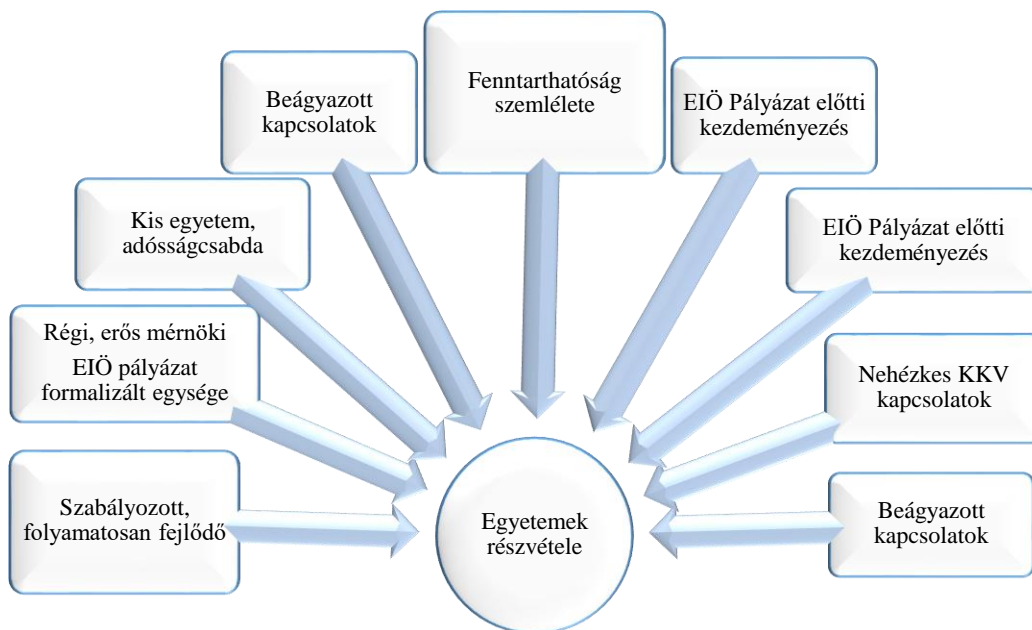 Fenntarthatóság
szemlélete
Beágyazott
kapcsolatok
EIÖ Pályázat előtti
kezdeményezés
Kis egyetem,
adósságcsabda
EIÖ Pályázat előtti
kezdeményezés
Régi, erős mérnöki
EIÖ pályázat
formalizált egysége
Nehézkes KKV
kapcsolatok
Szabályozott,
folyamatosan fejlődő
Egyetemek
részvétele
Beágyazott
kapcsolatok